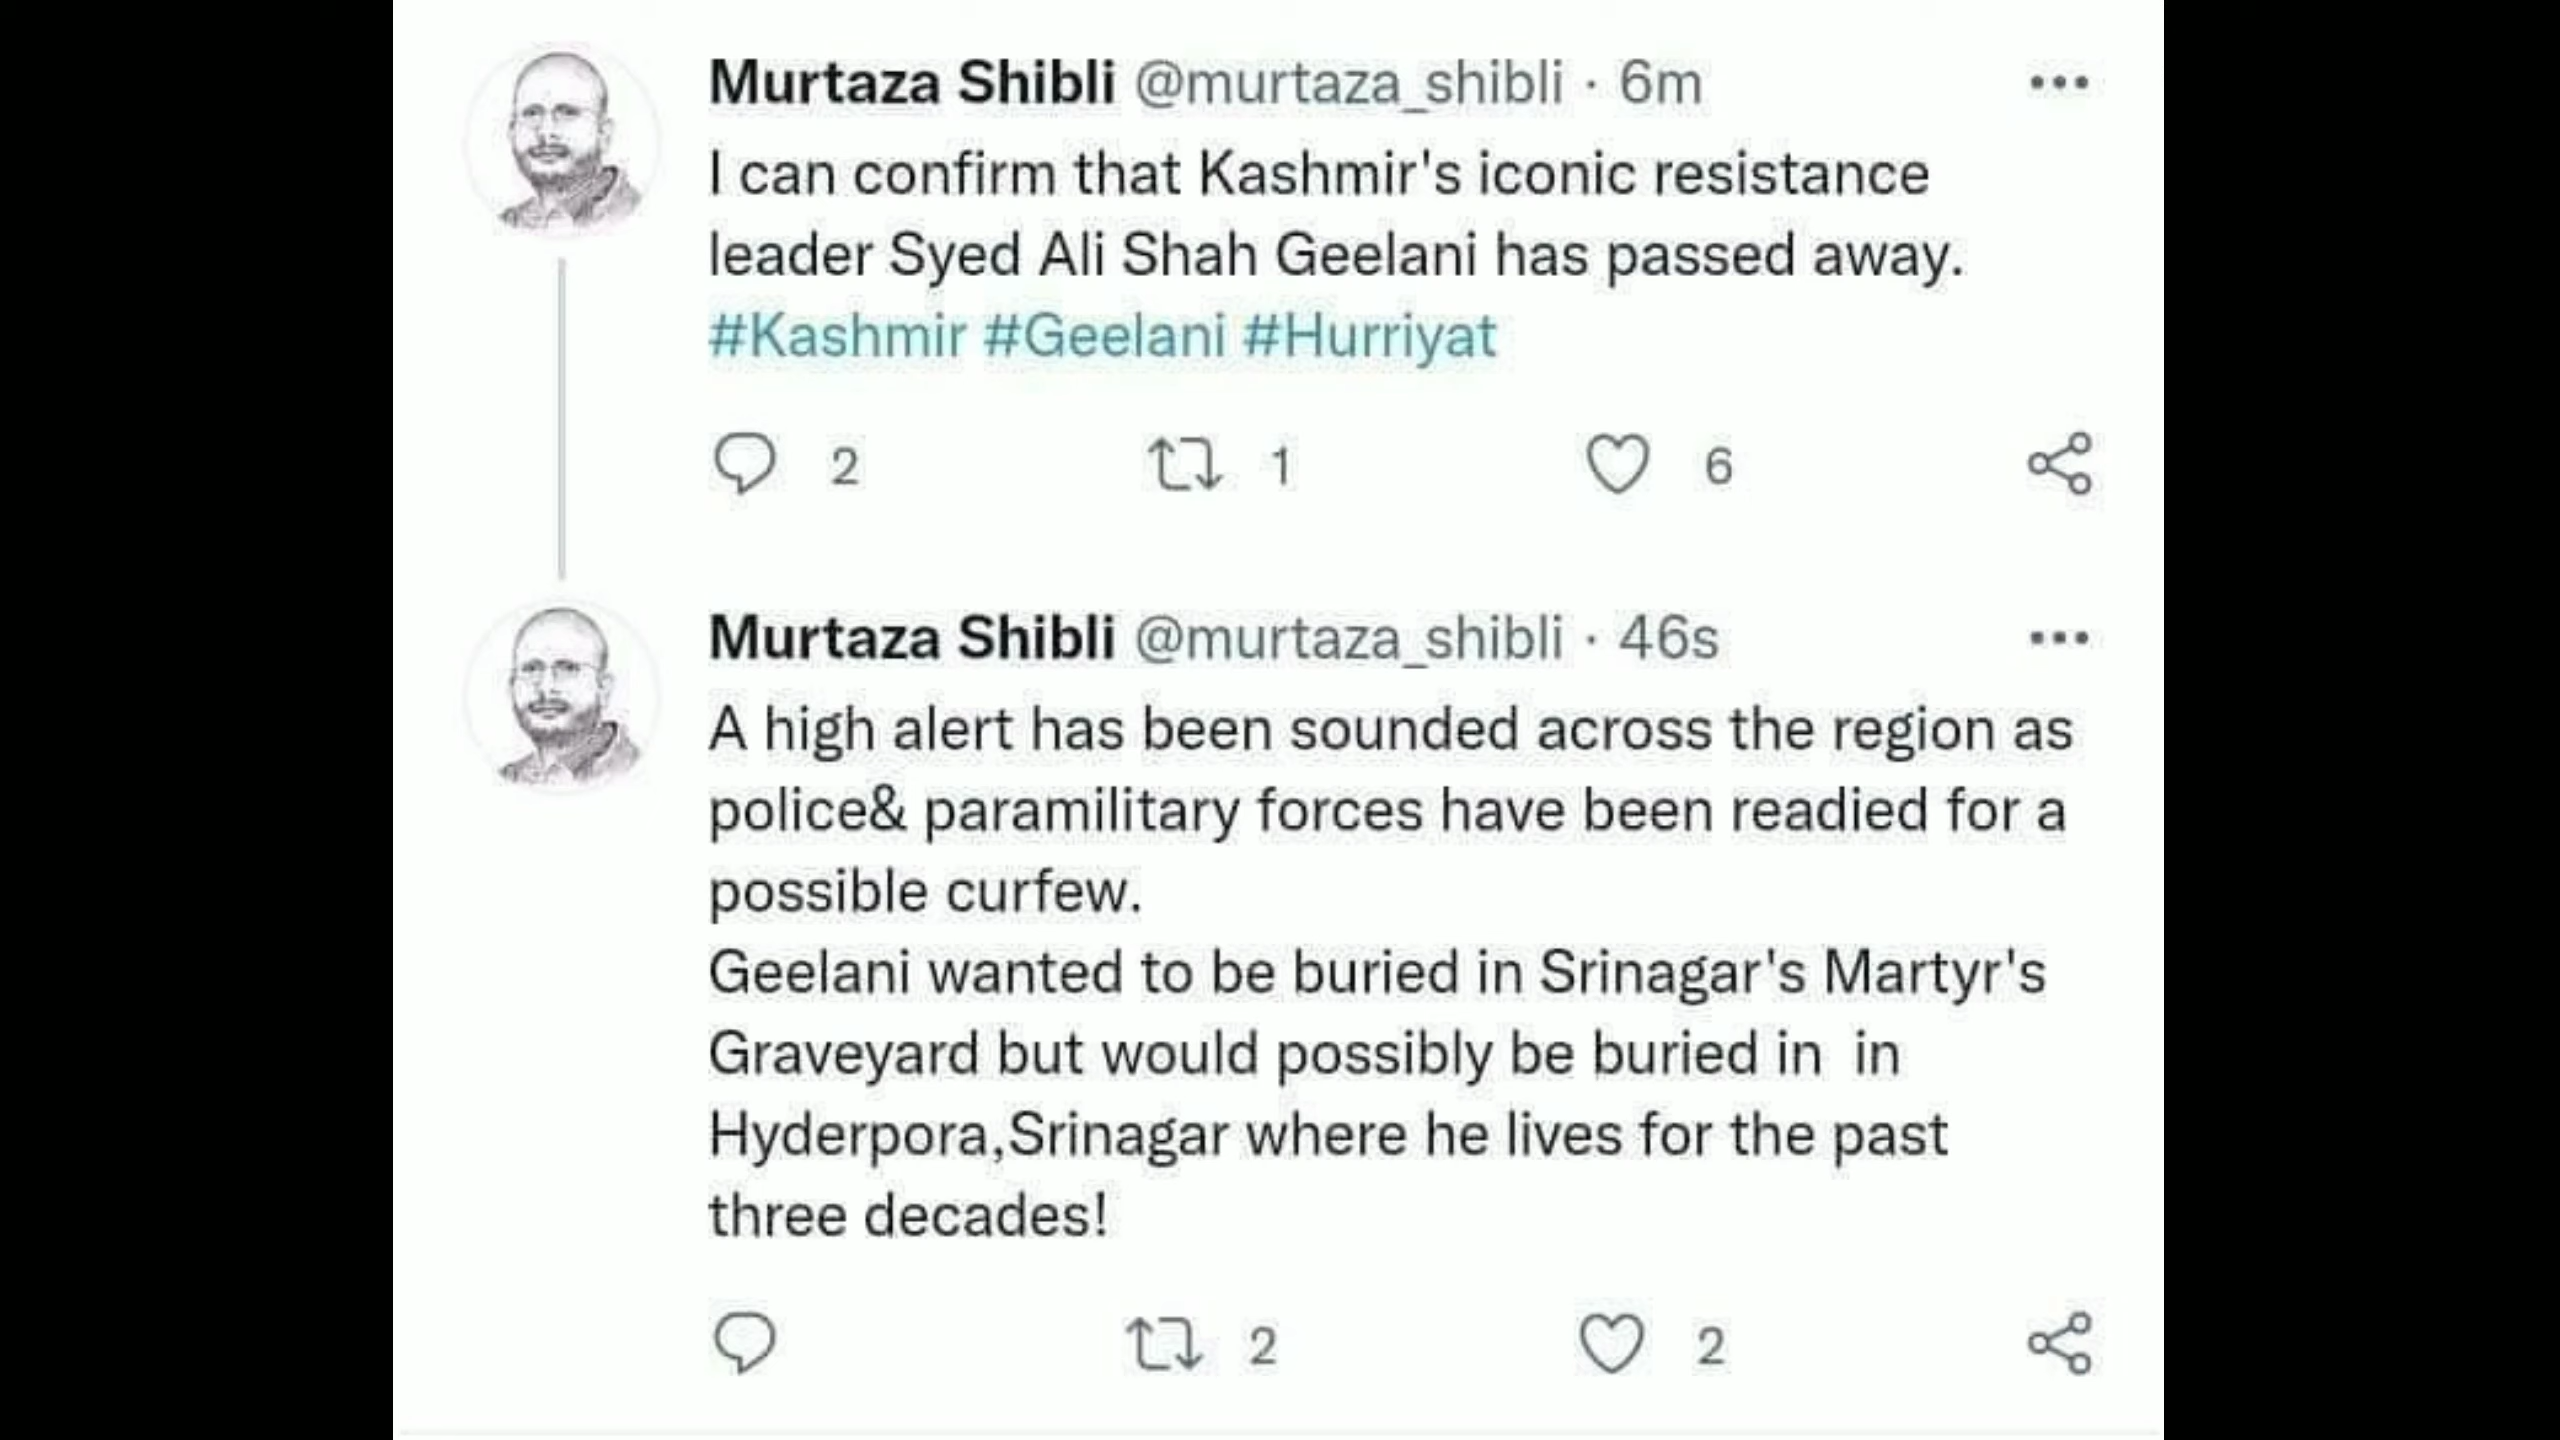 Murtaza Shibli @murtaza_shibli · 6m
I can confirm that Kashmir's iconic resistance
leader Syed Ali Shah Geelani has passed away.
#Kashmir #Geelani #Hurriyat
2 1 6
Murtaza Shibli @murtaza_shibli · 46s
A high alert has been sounded across the region as
police& paramilitary forces have been readied for a
possible curfew.
Geelani wanted to be buried in Srinagar's Martyr's
Graveyard but would possibly be buried in  in
Hyderpora,Srinagar where he lives for the past
three decades!
2 2